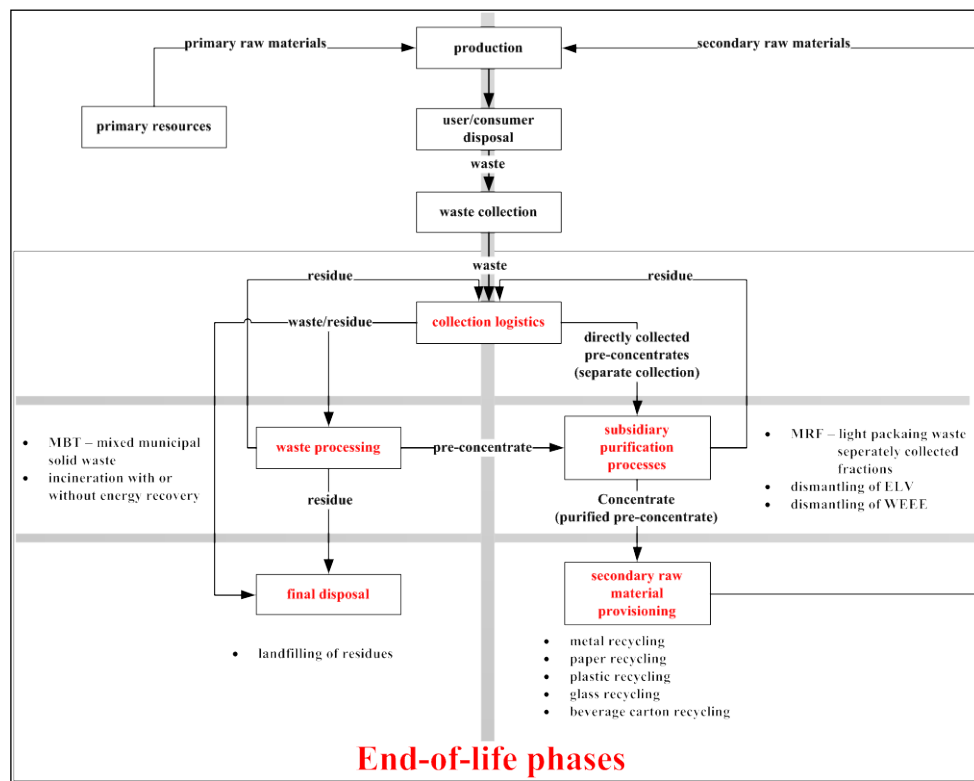 primary raw materials
production
secondary raw materials
primary resources
user/consumer
disposal
waste
waste collection
waste
residue
residue
collection logistics
waste/residue
directly collected
pre-concentrates
(separate collection)
• MBT – mixed municipal
solid waste
• incineration with or
without energy recovery
waste processing
pre-concentrate
subsidiary
purification
processes
• MRF – light packaing waste
seperately collected
fractions
• dismantling of ELV
• dismantling of WEEE
residue
Concentrate
(purified pre-concentrate)
final disposal
secondary raw
material
provisioning
• landfilling of residues
• metal recycling
• paper recycling
• plastic recycling
• glass recycling
• beverage carton recycling
End-of-life phases